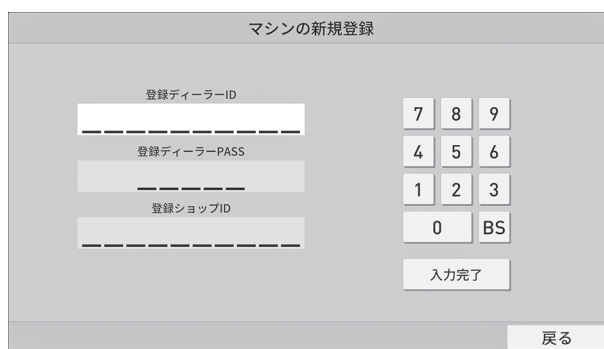 マシンの新規登録
登録ディーラーID
登録ディーラーPASS
登録ショップID
7 8 9
4 5 6
1 2 3
0 BS
入力完了
戻る